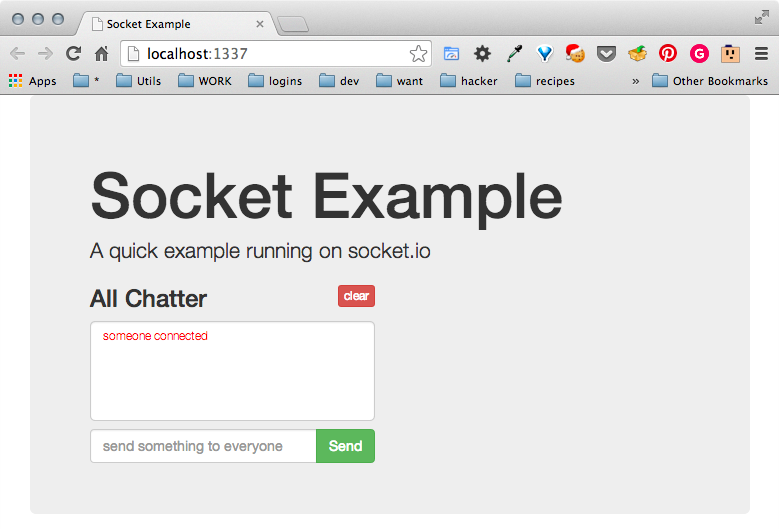 Socket Example
localhost:1337
Apps * Utils WORK logins dev want hacker recipes » Other Bookmarks
Socket Example
A quick example running on socket.io
All Chatter clear
someone connected
send something to everyone Send